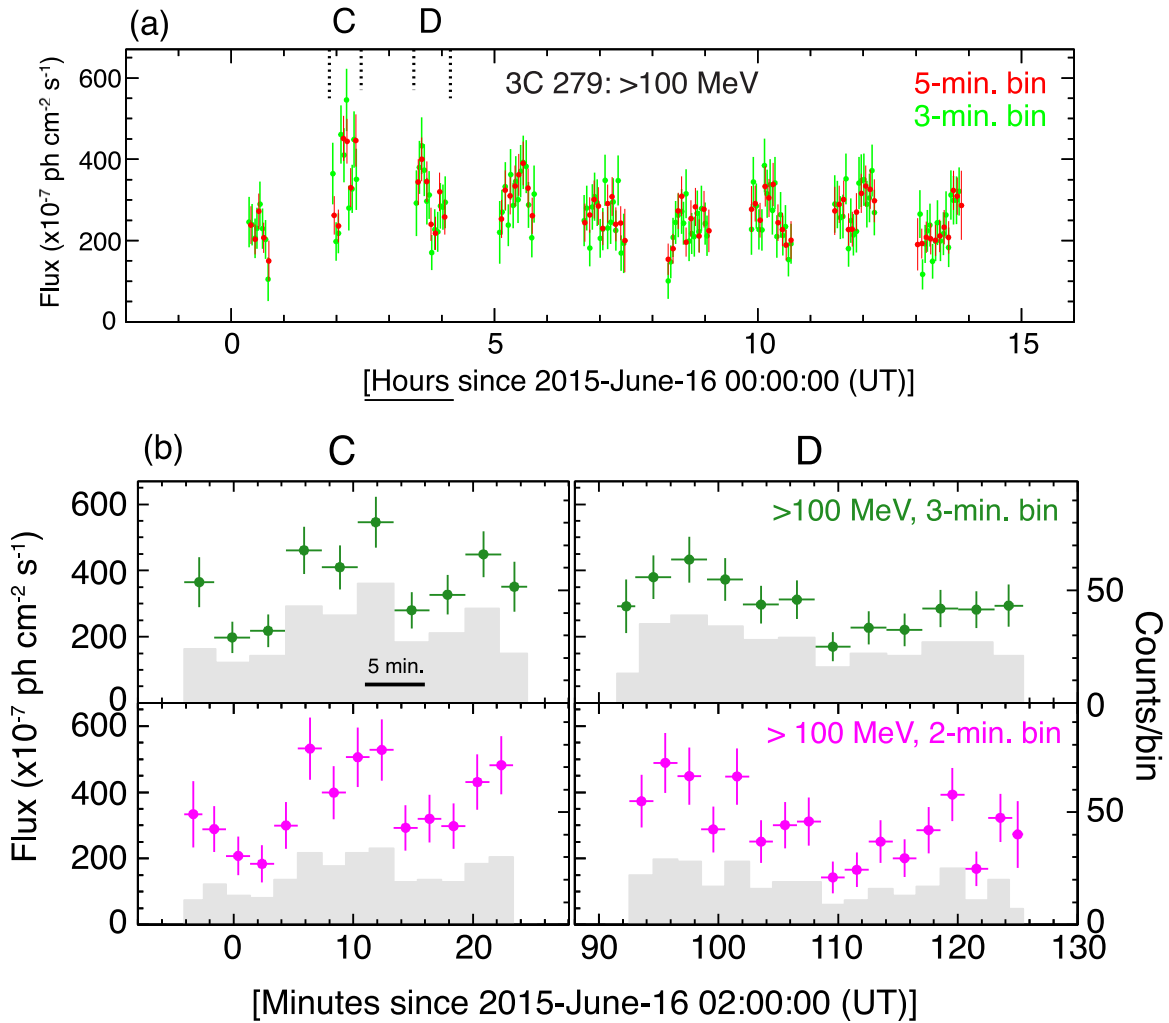 (a) C D
600
400
200
0
Flux (x10-7 ph cm-2 s-1)
3C 279: >100 MeV
5-min. bin
3-min. bin
0 5 10 15
[Hours since 2015-June-16 00:00:00 (UT)]
(b) C D
600
400
200
0
>100 MeV, 3-min. bin
5 min.
50
0
600
400
200
0
> 100 MeV, 2-min. bin
50
0
Flux (x10-7 ph cm-2 s-1)
Counts/bin
0 10 20 90 100 110 120 130
[Minutes since 2015-June-16 02:00:00 (UT)]